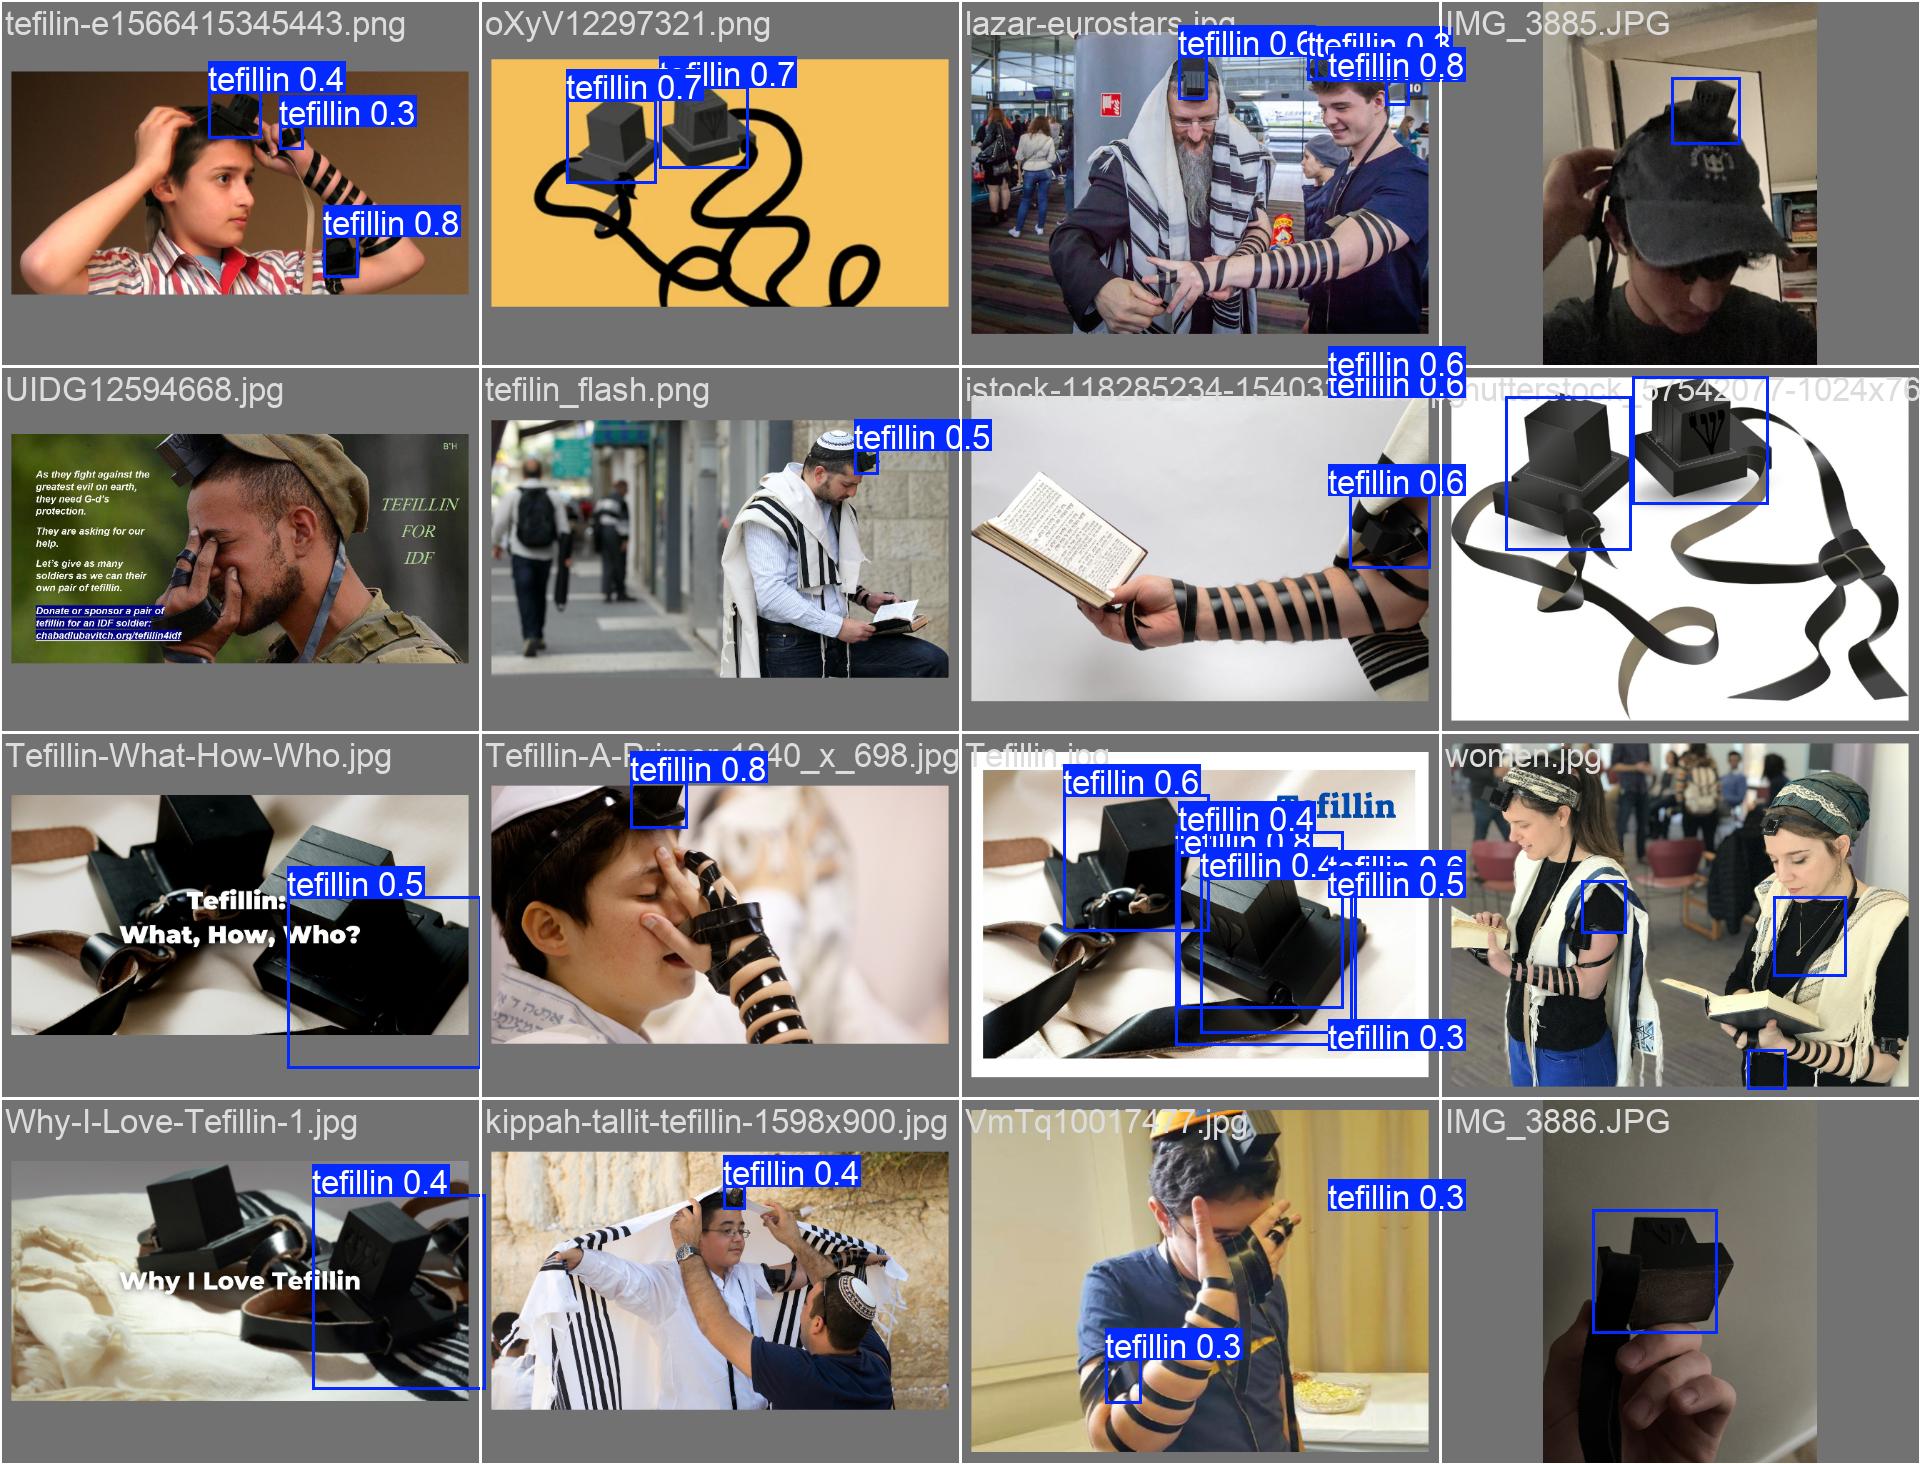 tefilin-e1566415345443.png
tefillin 0.4
tefillin 0.3
tefillin 0.8
oXyV12297321.png
tefillin 0.7
tefillin 0.7
lazar-eurostars.jpg
tefillin 0.6
tefillin 0.3
tefillin 0.8
10
IMG_3885.JPG
UIDG12594668.jpg
B"H
As they fight against the
greatest evil on earth,
they need G-d's
protection.
They are asking for our
help.
Let's give as many
soldiers as we can their
own pair of tefillin.
Donate or sponsor a pair of
tefillin for an IDF soldier:
chabadlubavitch.org/tefillin4idf
TEFILLIN
FOR
IDF
tefilin_flash.png
tefillin 0.5
istock-118285234-15403
tefillin 0.6
tefillin 0.6
tefillin 0.6
hutterstock_57542077-1024x76
Tefillin-What-How-Who.jpg
tefillin 0.5
Tefillin:
What, How, Who?
Tefillin-A-Primer-1240_x_698.jpg
tefillin 0.8
Tefillin.jpg
tefillin 0.6
Tefillin
tefillin 0.4
tefillin 0.8
tefillin 0.4
tefillin 0.6
tefillin 0.5
tefillin 0.3
women.jpg
Why-I-Love-Tefillin-1.jpg
tefillin 0.4
Why I Love Tefillin
kippah-tallit-tefillin-1598x900.jpg
tefillin 0.4
VmTq10017477.jpg
tefillin 0.3
tefillin 0.3
IMG_3886.JPG